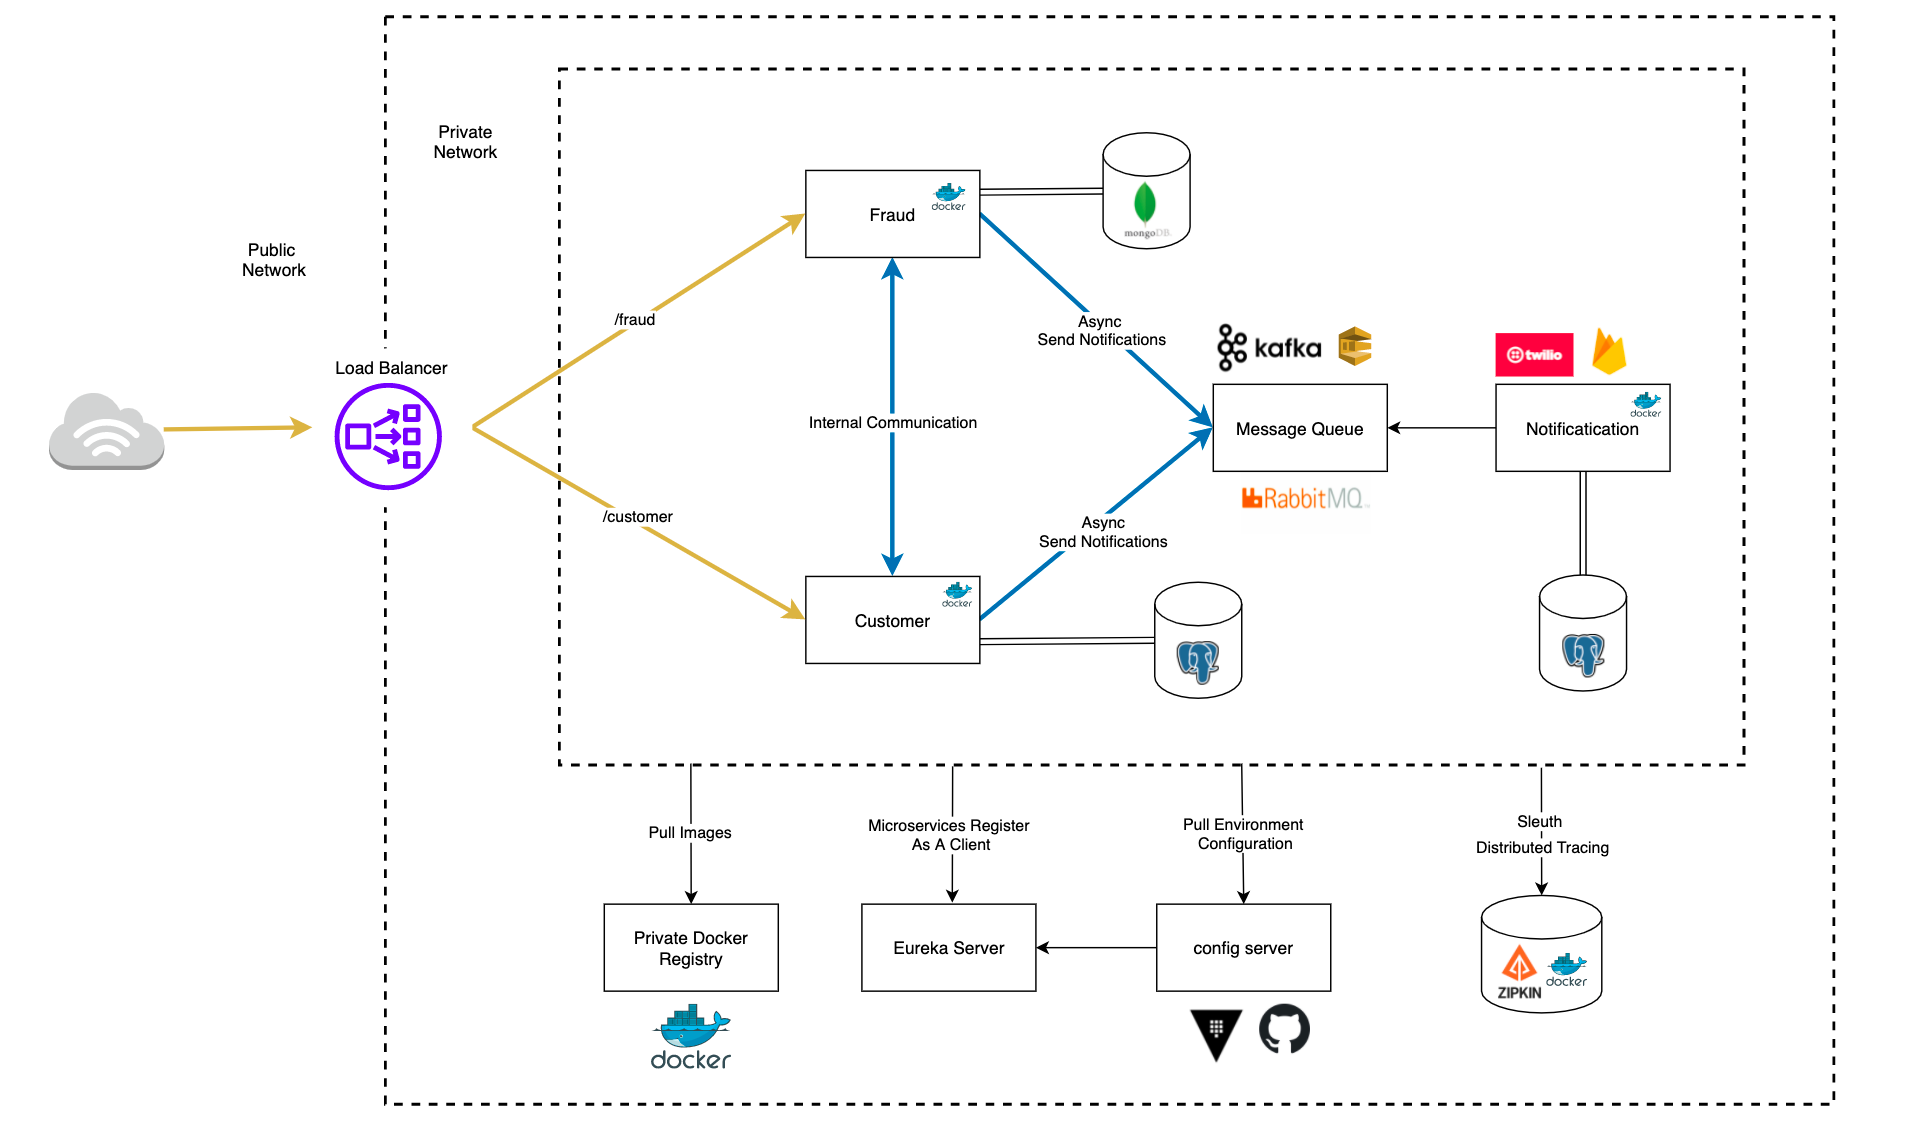 Private
Network
Public
Network
Load Balancer
/fraud
/customer
Fraud
docker
mongoDB.
Internal Communication
Async
Send Notifications
kafka
twilio
Message Queue
docker
Notificatication
RabbitMQ
Async
Send Notifications
docker
Customer
Pull Images
Microservices Register
As A Client
Pull Environment
Configuration
Sleuth
Distributed Tracing
Private Docker
Registry
Eureka Server
config server
ZIPKIN
docker
docker